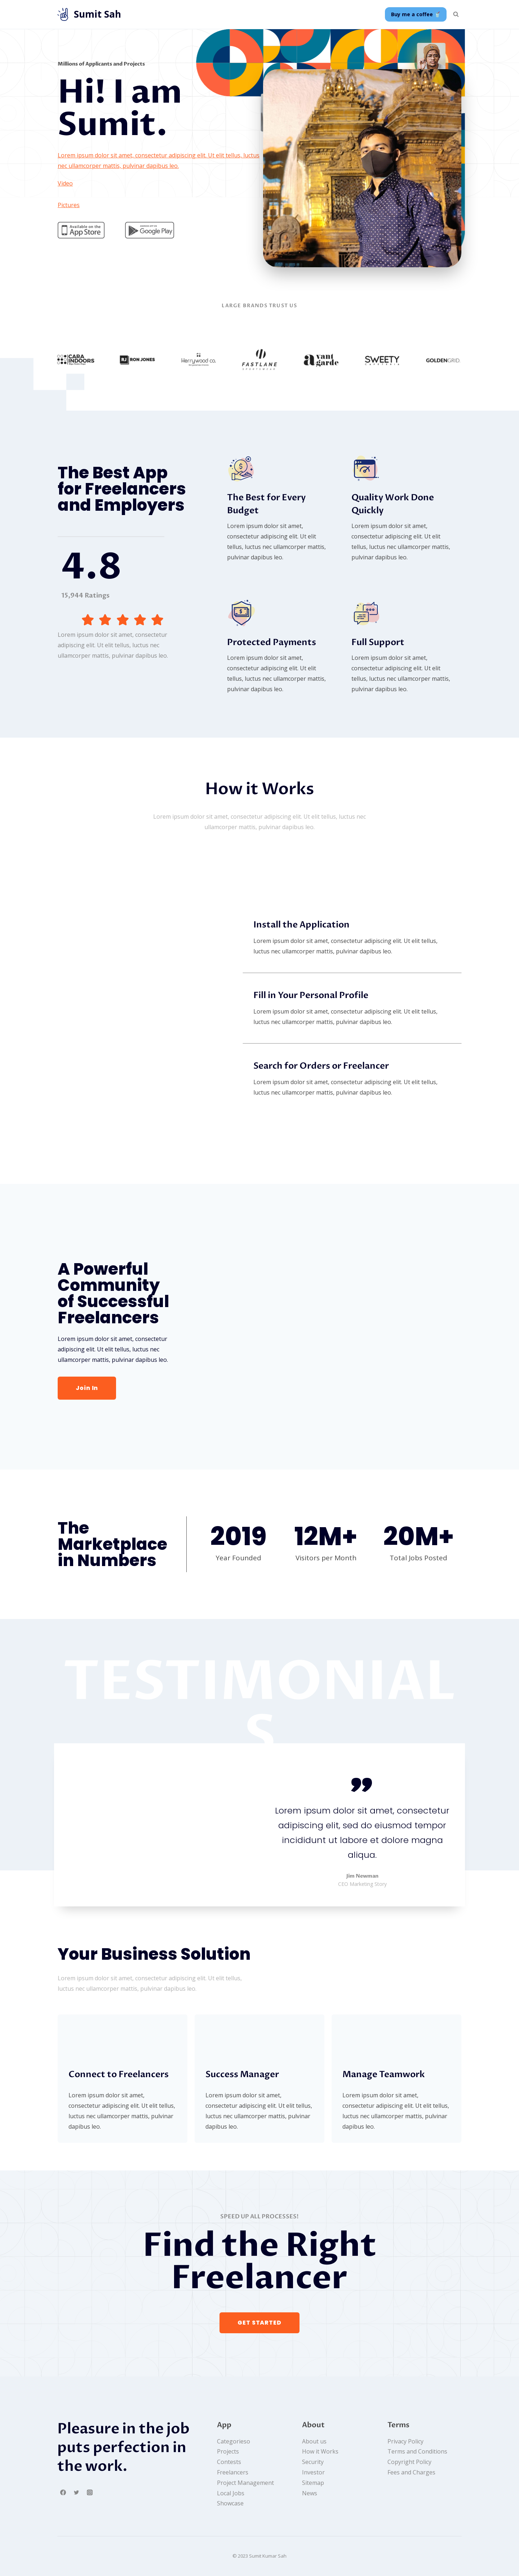 Sumit Sah
Buy me a coffee
Millions of Applicants and Projects
Hi! I am
Sumit.
Lorem ipsum dolor sit amet, consectetur adipiscing elit. Ut elit tellus, luctus
nec ullamcorper mattis, pulvinar dapibus leo.
Video
Pictures
Available on the
App Store
Google Play
LARGE BRANDS TRUST US
CARA
INDOORS
RJ RON JONES
Herrywood co.
FASTLANE
avant
garde
SWEETY
GOLDENGRID
The Best App
for Freelancers
and Employers
4.8
15,944 Ratings
Lorem ipsum dolor sit amet, consectetur
adipiscing elit. Ut elit tellus, luctus nec
ullamcorper mattis, pulvinar dapibus leo.
The Best for Every
Budget
Lorem ipsum dolor sit amet,
consectetur adipiscing elit. Ut elit
tellus, luctus nec ullamcorper mattis,
pulvinar dapibus leo.
Quality Work Done
Quickly
Lorem ipsum dolor sit amet,
consectetur adipiscing elit. Ut elit
tellus, luctus nec ullamcorper mattis,
pulvinar dapibus leo.
Protected Payments
Lorem ipsum dolor sit amet,
consectetur adipiscing elit. Ut elit
tellus, luctus nec ullamcorper mattis,
pulvinar dapibus leo.
Full Support
Lorem ipsum dolor sit amet,
consectetur adipiscing elit. Ut elit
tellus, luctus nec ullamcorper mattis,
pulvinar dapibus leo.
How it Works
Lorem ipsum dolor sit amet, consectetur adipiscing elit. Ut elit tellus, luctus nec
ullamcorper mattis, pulvinar dapibus leo.
Install the Application
Lorem ipsum dolor sit amet, consectetur adipiscing elit. Ut elit tellus,
luctus nec ullamcorper mattis, pulvinar dapibus leo.
Fill in Your Personal Profile
Lorem ipsum dolor sit amet, consectetur adipiscing elit. Ut elit tellus,
luctus nec ullamcorper mattis, pulvinar dapibus leo.
Search for Orders or Freelancer
Lorem ipsum dolor sit amet, consectetur adipiscing elit. Ut elit tellus,
luctus nec ullamcorper mattis, pulvinar dapibus leo.
A Powerful
Community
of Successful
Freelancers
Lorem ipsum dolor sit amet, consectetur
adipiscing elit. Ut elit tellus, luctus nec
ullamcorper mattis, pulvinar dapibus leo.
Join In
The
Marketplace
in Numbers
2019
Year Founded
12M+
Visitors per Month
20M+
Total Jobs Posted
TESTIMONIAL
S
Lorem ipsum dolor sit amet, consectetur
adipiscing elit, sed do eiusmod tempor
incididunt ut labore et dolore magna
aliqua.
Jim Newman
CEO Marketing Story
Your Business Solution
Lorem ipsum dolor sit amet, consectetur adipiscing elit. Ut elit tellus,
luctus nec ullamcorper mattis, pulvinar dapibus leo.
Connect to Freelancers
Lorem ipsum dolor sit amet,
consectetur adipiscing elit. Ut elit tellus,
luctus nec ullamcorper mattis, pulvinar
dapibus leo.
Success Manager
Lorem ipsum dolor sit amet,
consectetur adipiscing elit. Ut elit tellus,
luctus nec ullamcorper mattis, pulvinar
dapibus leo.
Manage Teamwork
Lorem ipsum dolor sit amet,
consectetur adipiscing elit. Ut elit tellus,
luctus nec ullamcorper mattis, pulvinar
dapibus leo.
SPEED UP ALL PROCESSES!
Find the Right
Freelancer
GET STARTED
Pleasure in the job
puts perfection in
the work.
App
Categorieso
Projects
Contests
Freelancers
Project Management
Local Jobs
Showcase
About
About us
How it Works
Security
Investor
Sitemap
News
Terms
Privacy Policy
Terms and Conditions
Copyright Policy
Fees and Charges
© 2023 Sumit Kumar Sah